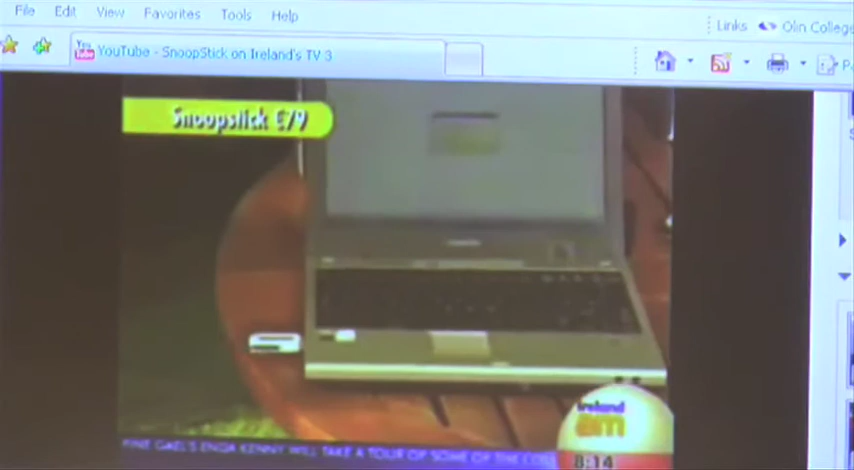 File Edit View Favorites Tools Help
Links Olin College
YouTube - SnoopStick on Ireland's TV 3
Snoopstick €79
Ireland
am
FINE GAEL'S ENDA KENNY WILL TAKE A TOUR OF SOME OF THE
8:14